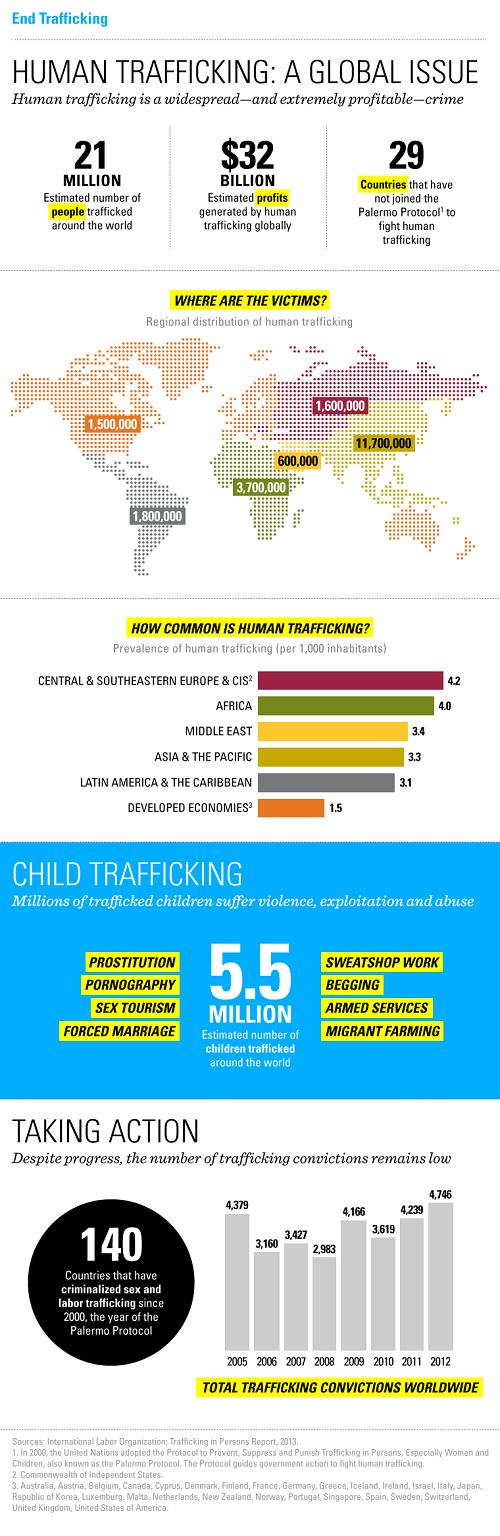 End Trafficking
HUMAN TRAFFICKING: A GLOBAL ISSUE
Human trafficking is a widespread—and extremely profitable—crime
21
MILLION
Estimated number of
people trafficked
around the world
$32
BILLION
Estimated profits
generated by human
trafficking globally
29
Countries that have
not joined the
Palermo Protocol¹ to
fight human
trafficking
WHERE ARE THE VICTIMS?
Regional distribution of human trafficking
1,500,000
1,600,000
11,700,000
600,000
3,700,000
1,800,000
HOW COMMON IS HUMAN TRAFFICKING?
Prevalence of human trafficking (per 1,000 inhabitants)
CENTRAL & SOUTHEASTERN EUROPE & CIS² 4.2
AFRICA 4.0
MIDDLE EAST 3.4
ASIA & THE PACIFIC 3.3
LATIN AMERICA & THE CARIBBEAN 3.1
DEVELOPED ECONOMIES³ 1.5
CHILD TRAFFICKING
Millions of trafficked children suffer violence, exploitation and abuse
PROSTITUTION
PORNOGRAPHY
SEX TOURISM
FORCED MARRIAGE
5.5
MILLION
Estimated number of
children trafficked
around the world
SWEATSHOP WORK
BEGGING
ARMED SERVICES
MIGRANT FARMING
TAKING ACTION
Despite progress, the number of trafficking convictions remains low
140
Countries that have
criminalized sex and
labor trafficking since
2000, the year of the
Palermo Protocol
4,379 3,160 3,427 2,983 4,166 3,619 4,239 4,746
2005 2006 2007 2008 2009 2010 2011 2012
TOTAL TRAFFICKING CONVICTIONS WORLDWIDE
Sources: International Labor Organization; Trafficking in Persons Report, 2013.
1. In 2000, the United Nations adopted the Protocol to Prevent, Suppress and Punish Trafficking in Persons, Especially Women and
Children, also known as the Palermo Protocol. The Protocol guides government action to fight human trafficking.
2. Commonwealth of Independent States.
3. Australia, Austria, Belgium, Canada, Cyprus, Denmark, Finland, France, Germany, Greece, Iceland, Ireland, Israel, Italy, Japan,
Republic of Korea, Luxemburg, Malta, Netherlands, New Zealand, Norway, Portugal, Singapore, Spain, Sweden, Switzerland,
United Kingdom, United States of America.